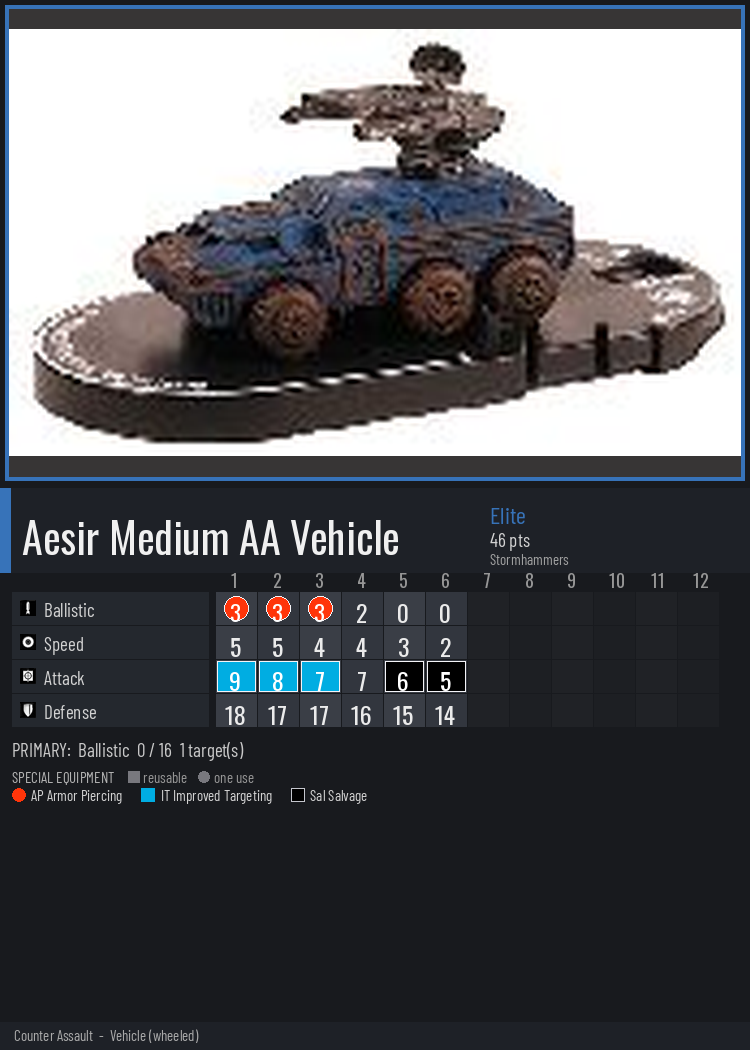 Aesir Medium AA Vehicle
Elite
46 pts
Stormhammers
1 2 3 4 5 6 7 8 9 10 11 12
Ballistic 3 3 3 2 0 0
Speed 5 5 4 4 3 2
Attack 9 8 7 7 6 5
Defense 18 17 17 16 15 14
PRIMARY: Ballistic 0 / 16 1 target(s)
SPECIAL EQUIPMENT reusable one use
AP Armor Piercing IT Improved Targeting Sal Salvage
Counter Assault - Vehicle (wheeled)